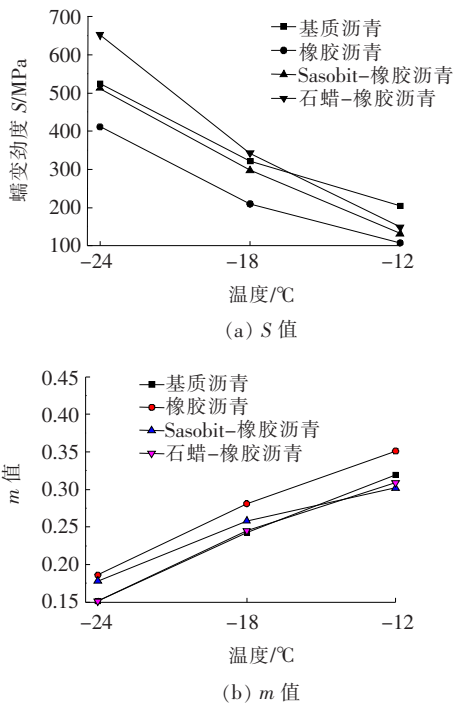 700
600
500
400
300
200
100
蠕变劲度 S/MPa
基质沥青
橡胶沥青
Sasobit-橡胶沥青
石蜡-橡胶沥青
-24
-18
-12
温度/℃
(a) S 值
0.45
0.40
0.35
0.30
0.25
0.20
0.15
m 值
基质沥青
橡胶沥青
Sasobit-橡胶沥青
石蜡-橡胶沥青
-24
-18
-12
温度/℃
(b) m 值